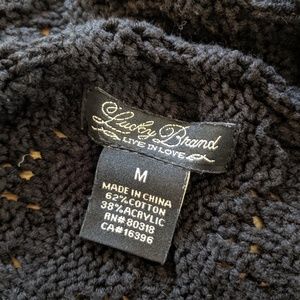 Lucky Brand
LIVE IN LOVE
M
MADE IN CHINA
62% COTTON
38% ACRYLIC
RN# 80318
CA# 16396